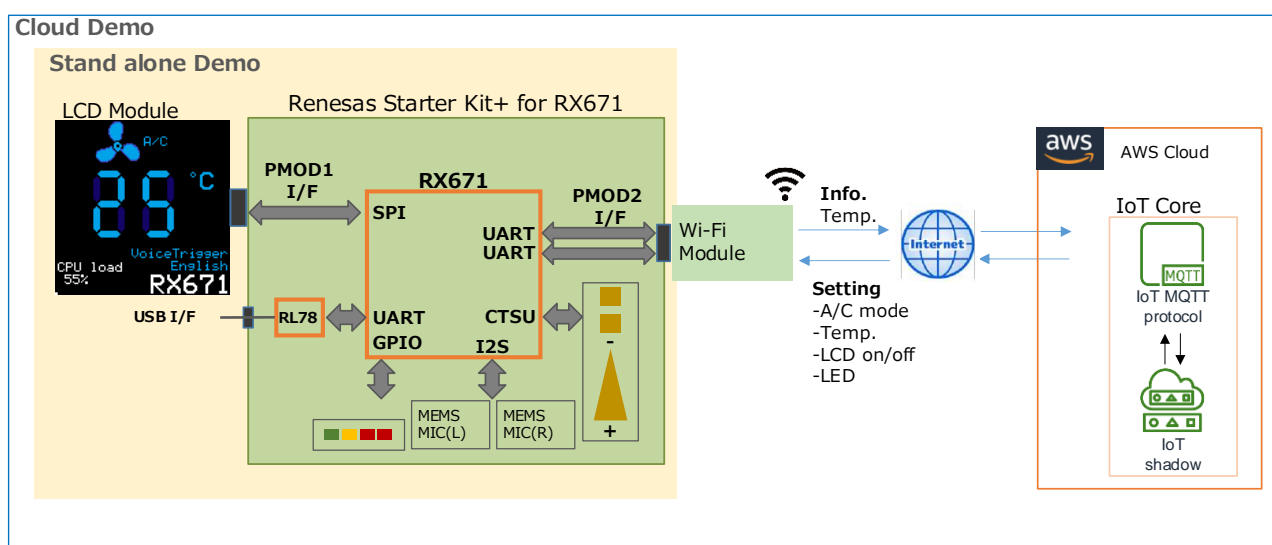 Cloud Demo
Stand alone Demo
LCD Module
A/C
25 °C
VoiceTrigger
English
CPU load
55%
RX671
Renesas Starter Kit+ for RX671
PMOD1
I/F
RX671
SPI
PMOD2
I/F
UART
UART
USB I/F
RL78
UART
GPIO
CTSU
I2S
-
+
MEMS
MIC(L)
MEMS
MIC(R)
Wi-Fi
Module
Info.
Temp.
Internet
Setting
-A/C mode
-Temp.
-LCD on/off
-LED
aws
AWS Cloud
IoT Core
MQTT
IoT MQTT
protocol
IoT
shadow